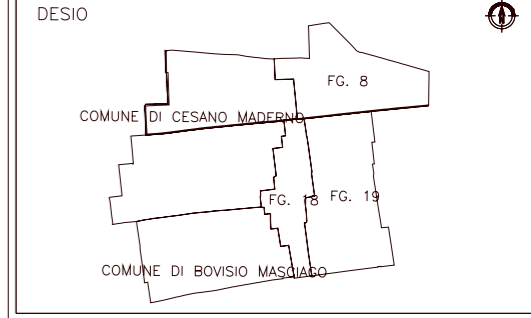 DESIO
FG. 8
COMUNE DI CESANO MADERNO
FG. 18
FG. 19
COMUNE DI BOVISIO MASCIAGO